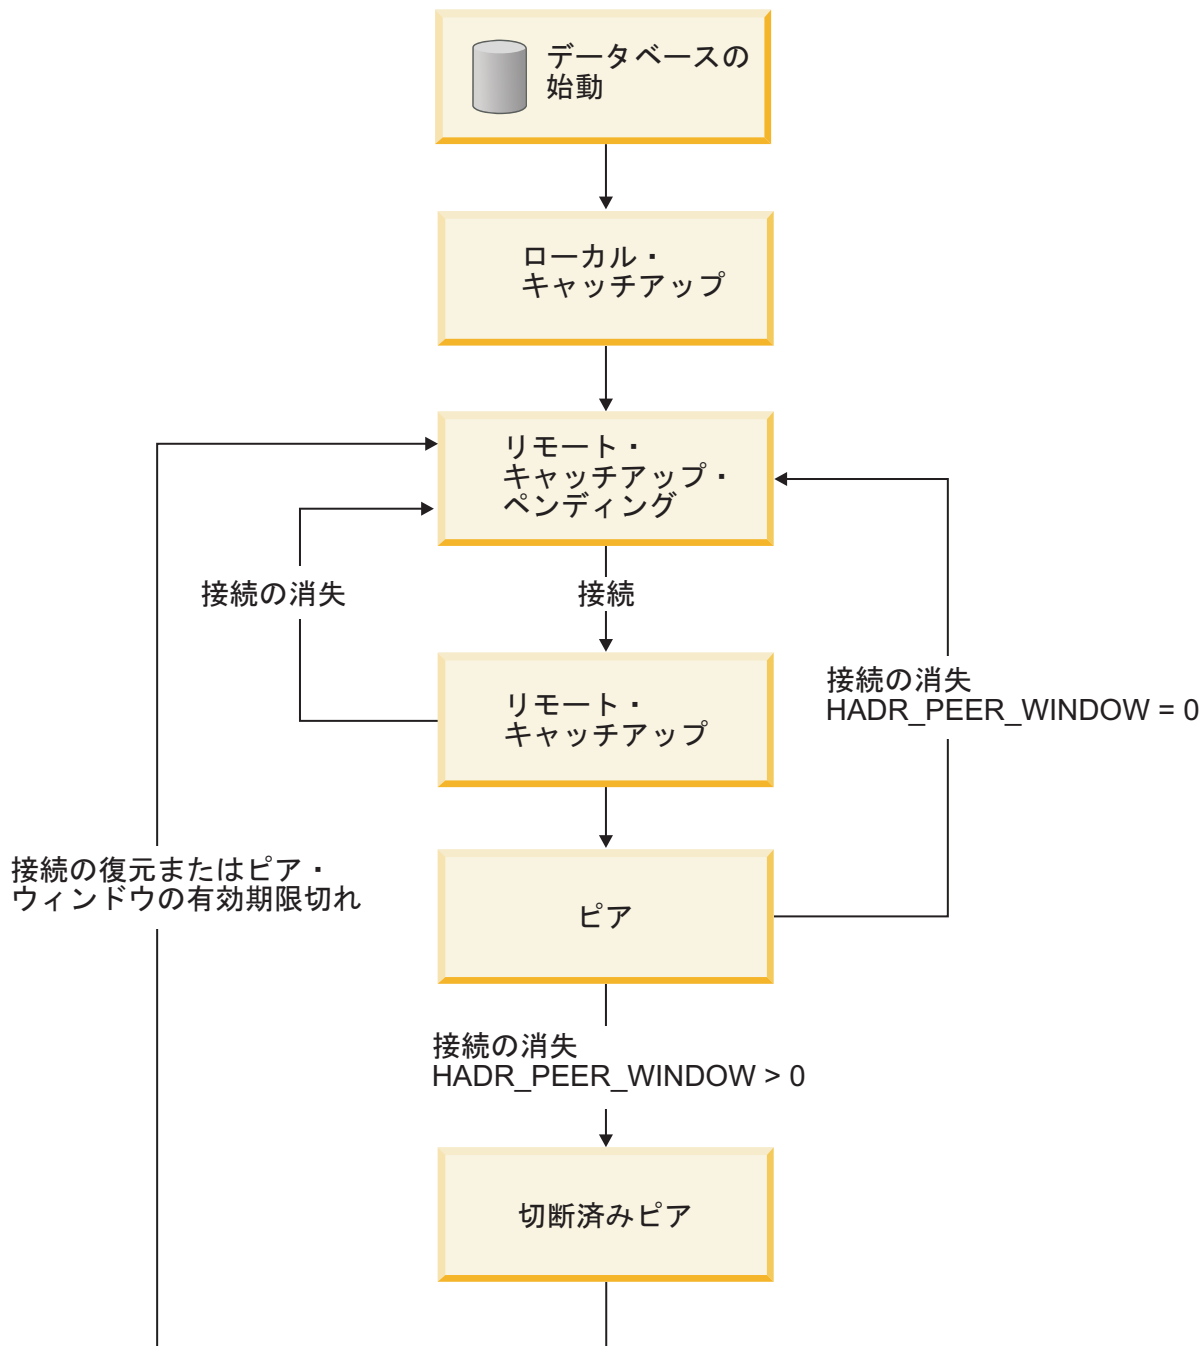 データベースの
始動
ローカル・
キャッチアップ
リモート・
キャッチアップ・
ペンディング
接続の消失
接続
リモート・
キャッチアップ
接続の消失
HADR_PEER_WINDOW = 0
接続の復元またはピア・
ウィンドウの有効期限切れ
ピア
接続の消失
HADR_PEER_WINDOW > 0
切断済みピア